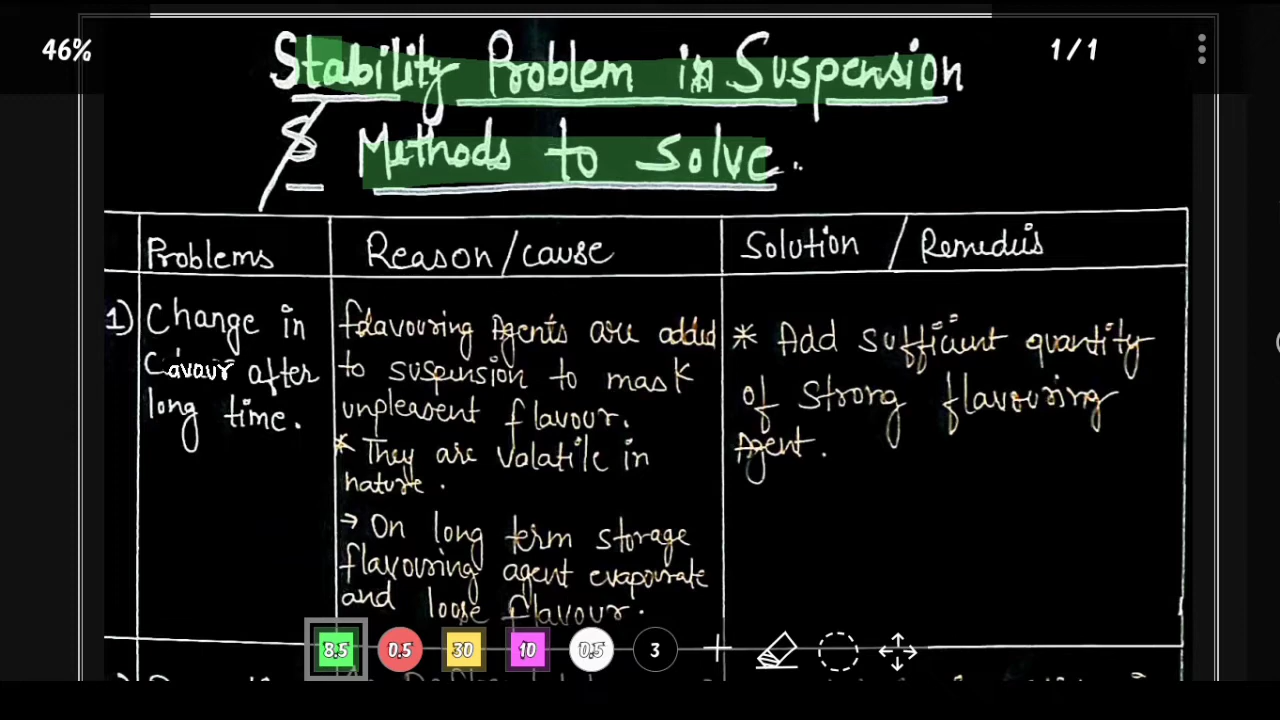 46%
1/1
Stability Problem in Suspension
& Methods to Solve.
Problems
Reason/cause
Solution / Remedies
1) Change in
after
long time.
flavouring Agents are added
to suspension to mask
unpleasent flavour.
* They are volatile in
nature.
→ On long term storage
flavouring agent evapourate
and loose flavour.
* Add sufficient quantity
of strong flavouring
Agent.
8.5
0.5
30
10
0.5
3